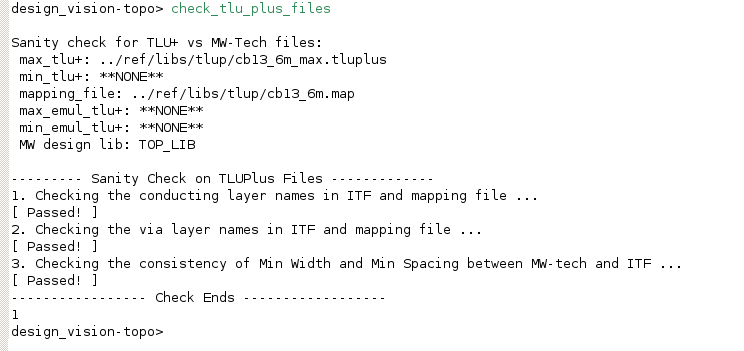 design_vision-topo> check_tlu_plus_files
Sanity check for TLU+ vs MW-Tech files:
max_tlu+: ../ref/libs/tlup/cb13_6m_max.tluplus
min_tlu+: **NONE**
mapping_file: ../ref/libs/tlup/cb13_6m.map
max_emul_tlu+: **NONE**
min_emul_tlu+: **NONE**
MW design lib: TOP_LIB
--------- Sanity Check on TLUPlus Files -------------
1. Checking the conducting layer names in ITF and mapping file ...
[ Passed! ]
2. Checking the via layer names in ITF and mapping file ...
[ Passed! ]
3. Checking the consistency of Min Width and Min Spacing between MW-tech and ITF ...
[ Passed! ]
----------------- Check Ends ------------------
1
design_vision-topo>